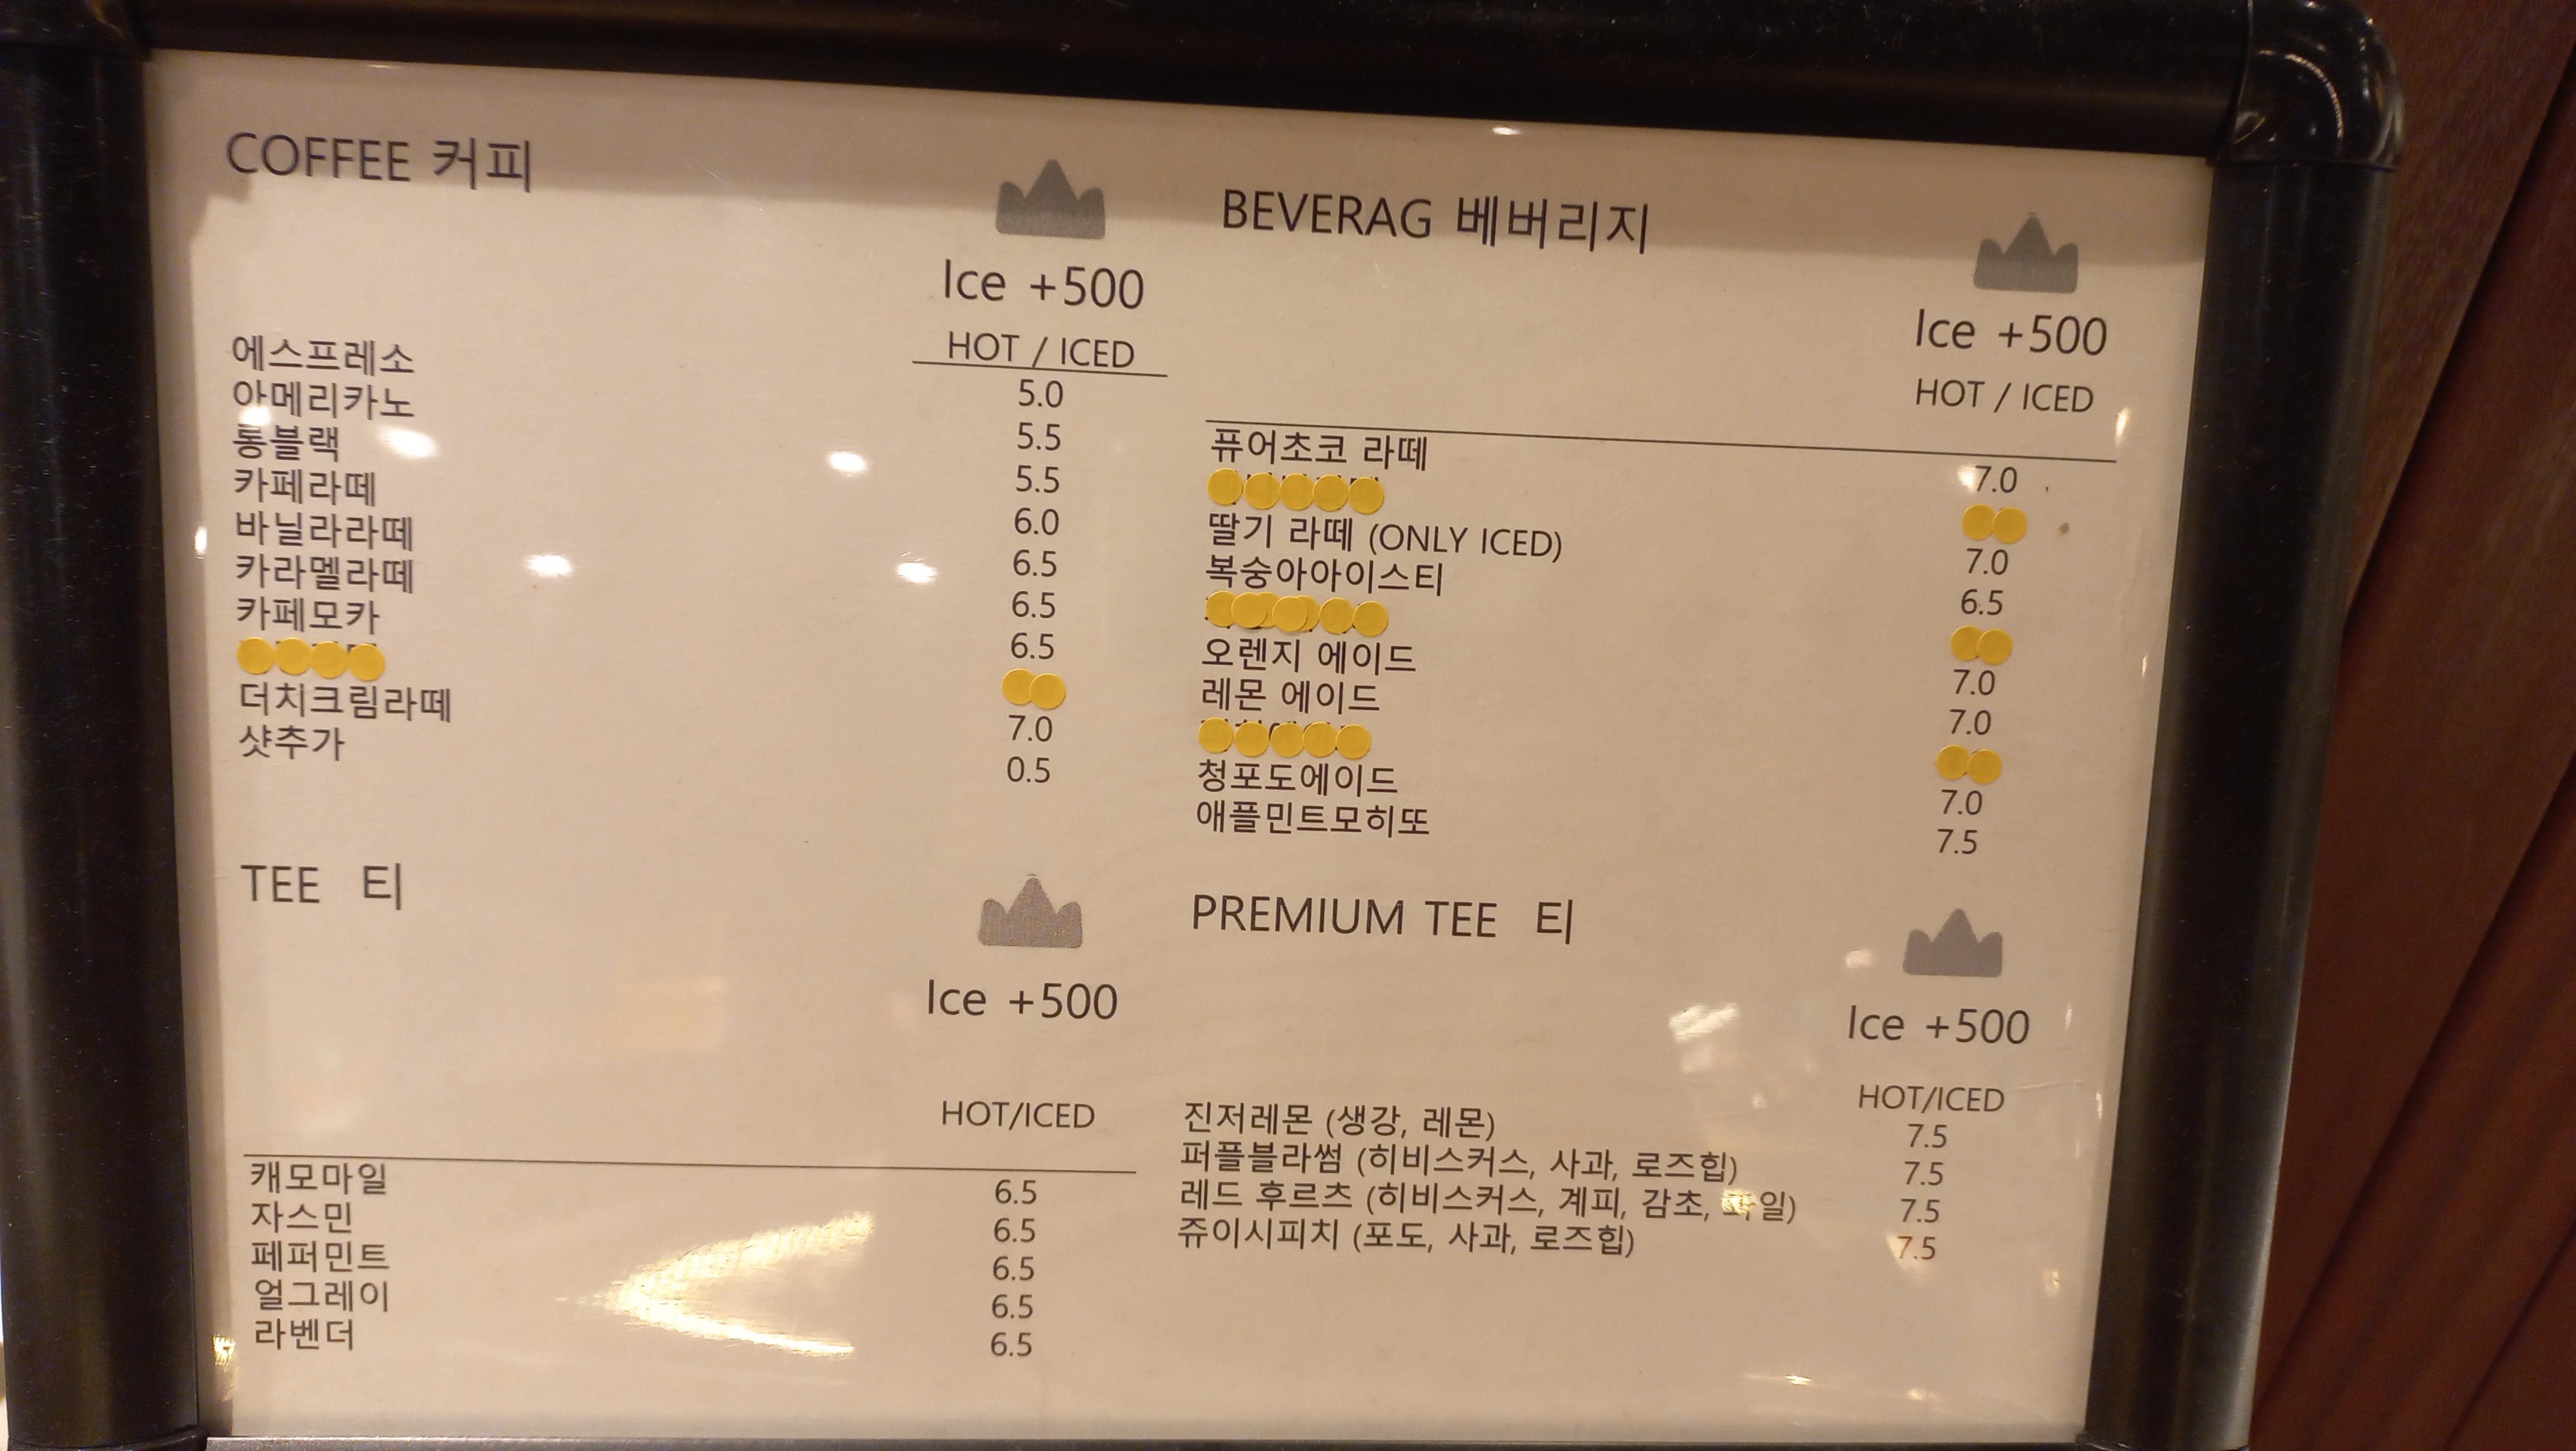 COFFEE 커피
Ice +500
HOT / ICED
에스프레소 5.0
아메리카노 5.5
롱블랙 5.5
카페라떼 6.0
바닐라라떼 6.5
카라멜라떼 6.5
카페모카 6.5
더치크림라떼 7.0
샷추가 0.5
BEVERAG 베버리지
Ice +500
HOT / ICED
퓨어초코 라떼 7.0
딸기 라떼 (ONLY ICED) 7.0
복숭아아이스티 6.5
오렌지 에이드 7.0
레몬 에이드 7.0
청포도에이드 7.0
애플민트모히또 7.5
TEE 티
Ice +500
HOT/ICED
캐모마일 6.5
자스민 6.5
페퍼민트 6.5
얼그레이 6.5
라벤더 6.5
PREMIUM TEE 티
Ice +500
HOT/ICED
진저레몬 (생강, 레몬) 7.5
퍼플블라썸 (히비스커스, 사과, 로즈힙) 7.5
레드 후르츠 (히비스커스, 계피, 감초, 과일) 7.5
쥬이시피치 (포도, 사과, 로즈힙) 7.5